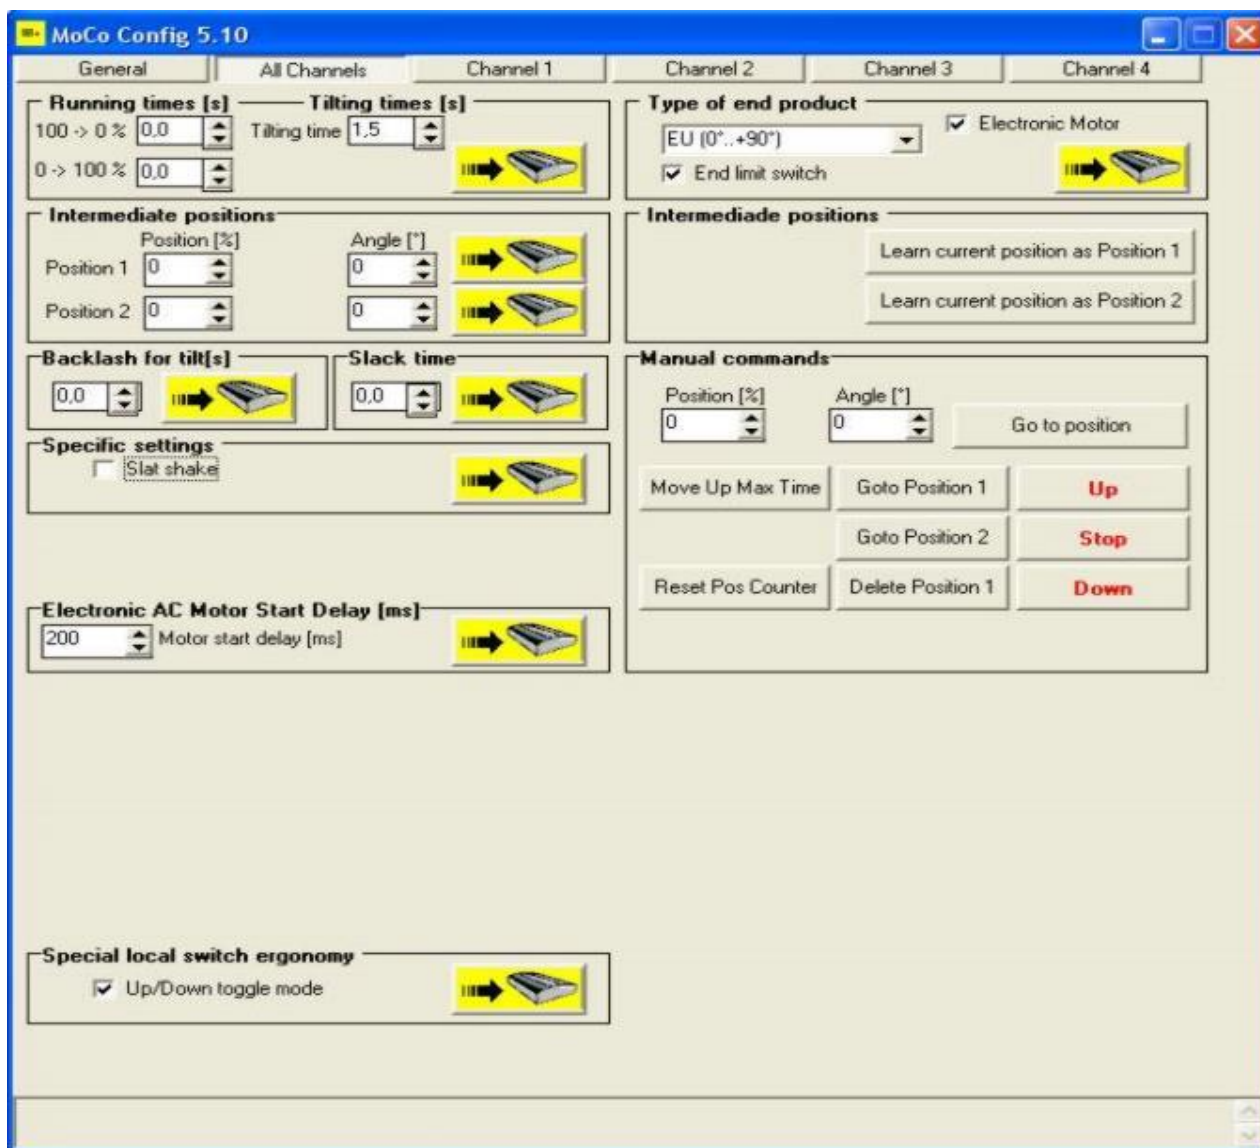 MoCo Config 5.10
General All Channels Channel 1 Channel 2 Channel 3 Channel 4
Running times [s] Tilting times [s]
100 -> 0 % 0,0 Tilting time 1,5
0 -> 100 % 0,0
Type of end product
EU (0°..+90°) Electronic Motor
End limit switch
Intermediate positions
Position [%] Angle [°]
Position 1 0 0
Position 2 0 0
Intermediade positions
Learn current position as Position 1
Learn current position as Position 2
Backlash for tilt[s] Slack time
0,0 0,0
Specific settings
Slat shake
Manual commands
Position [%] Angle [°]
0 0 Go to position
Move Up Max Time Goto Position 1 Up
Goto Position 2 Stop
Reset Pos Counter Delete Position 1 Down
Electronic AC Motor Start Delay [ms]
200 Motor start delay [ms]
Special local switch ergonomy
Up/Down toggle mode